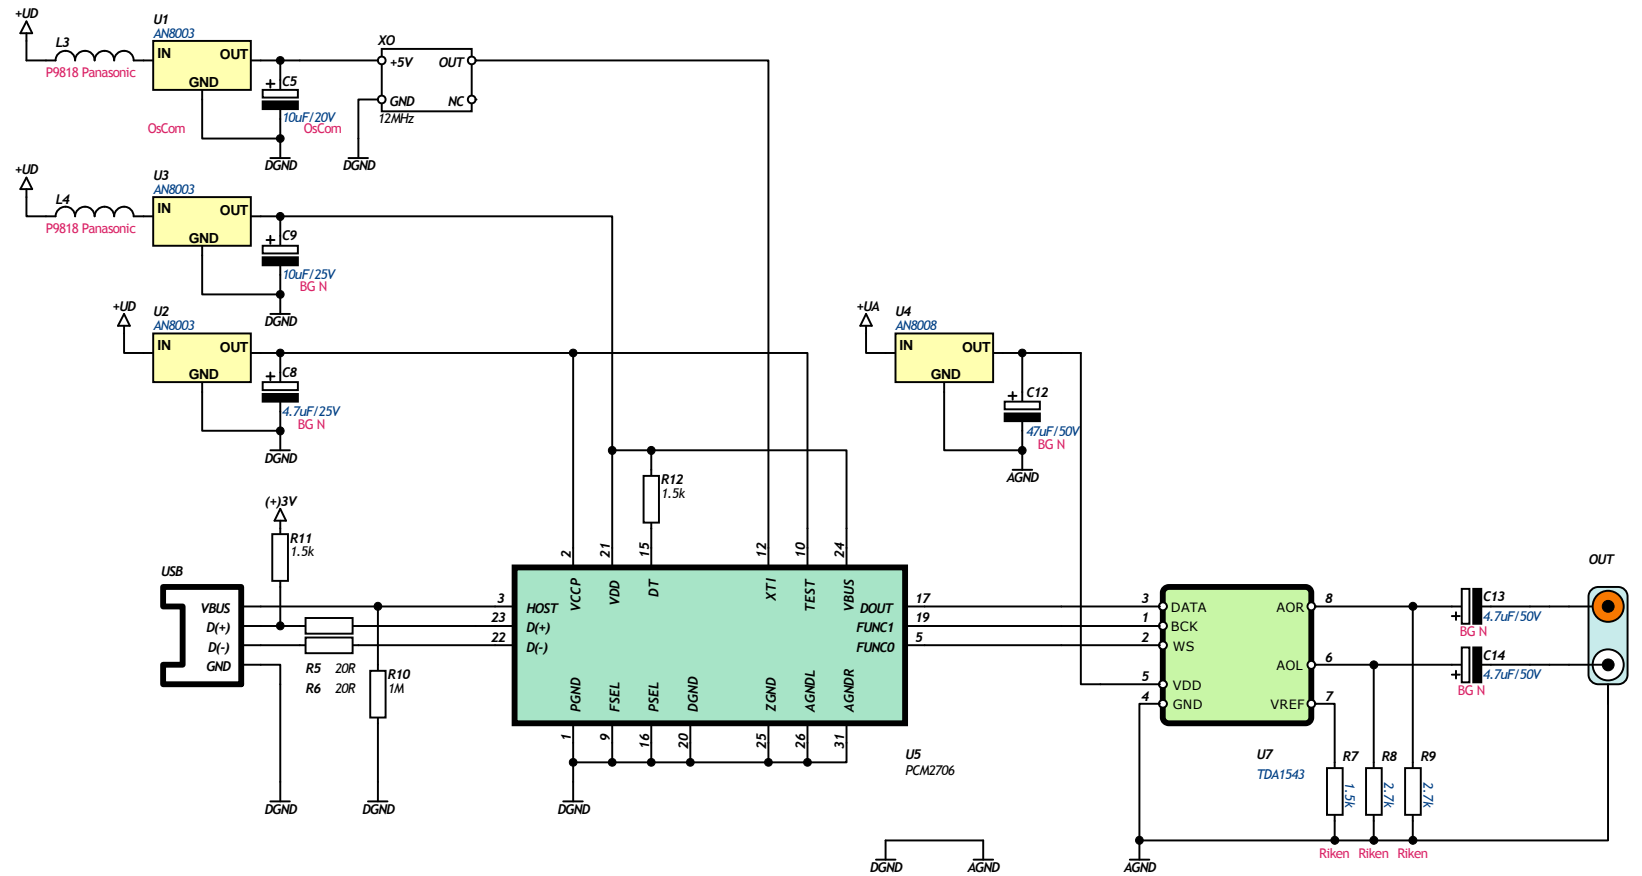 +UD
L3
P9818 Panasonic
U1
AN8003
IN
OUT
GND
OsCom
C5
10uF/20V
OsCom
DGND
XO
+5V
OUT
GND
NC
12MHz
DGND
+UD
L4
P9818 Panasonic
U3
AN8003
IN
OUT
GND
C9
10uF/25V
BG N
DGND
+UD
U2
AN8003
IN
OUT
GND
C8
4.7uF/25V
BG N
DGND
+UA
U4
AN8008
IN
OUT
GND
C12
47uF/50V
BG N
AGND
(+)3V
R11
1.5k
R12
1.5k
USB
VBUS
D(+)
D(-)
GND
R5 20R
R6 20R
R10
1M
DGND
DGND
2
21
15
12
10
24
VCCP
VDD
DT
XTI
TEST
VBUS
3
23
22
HOST
D(+)
D(-)
DOUT
FUNC1
FUNC0
17
19
5
PGND
FSEL
PSEL
DGND
ZGND
AGNDL
AGNDR
1
9
16
20
25
26
31
U5
PCM2706
DGND
DGND
AGND
3
1
2
5
4
DATA
BCK
WS
VDD
GND
AOR
AOL
VREF
8
6
7
U7
TDA1543
AGND
R7
1.5k
Riken
R8
2.7k
Riken
R9
2.7k
Riken
C13
4.7uF/50V
BG N
C14
4.7uF/50V
BG N
OUT